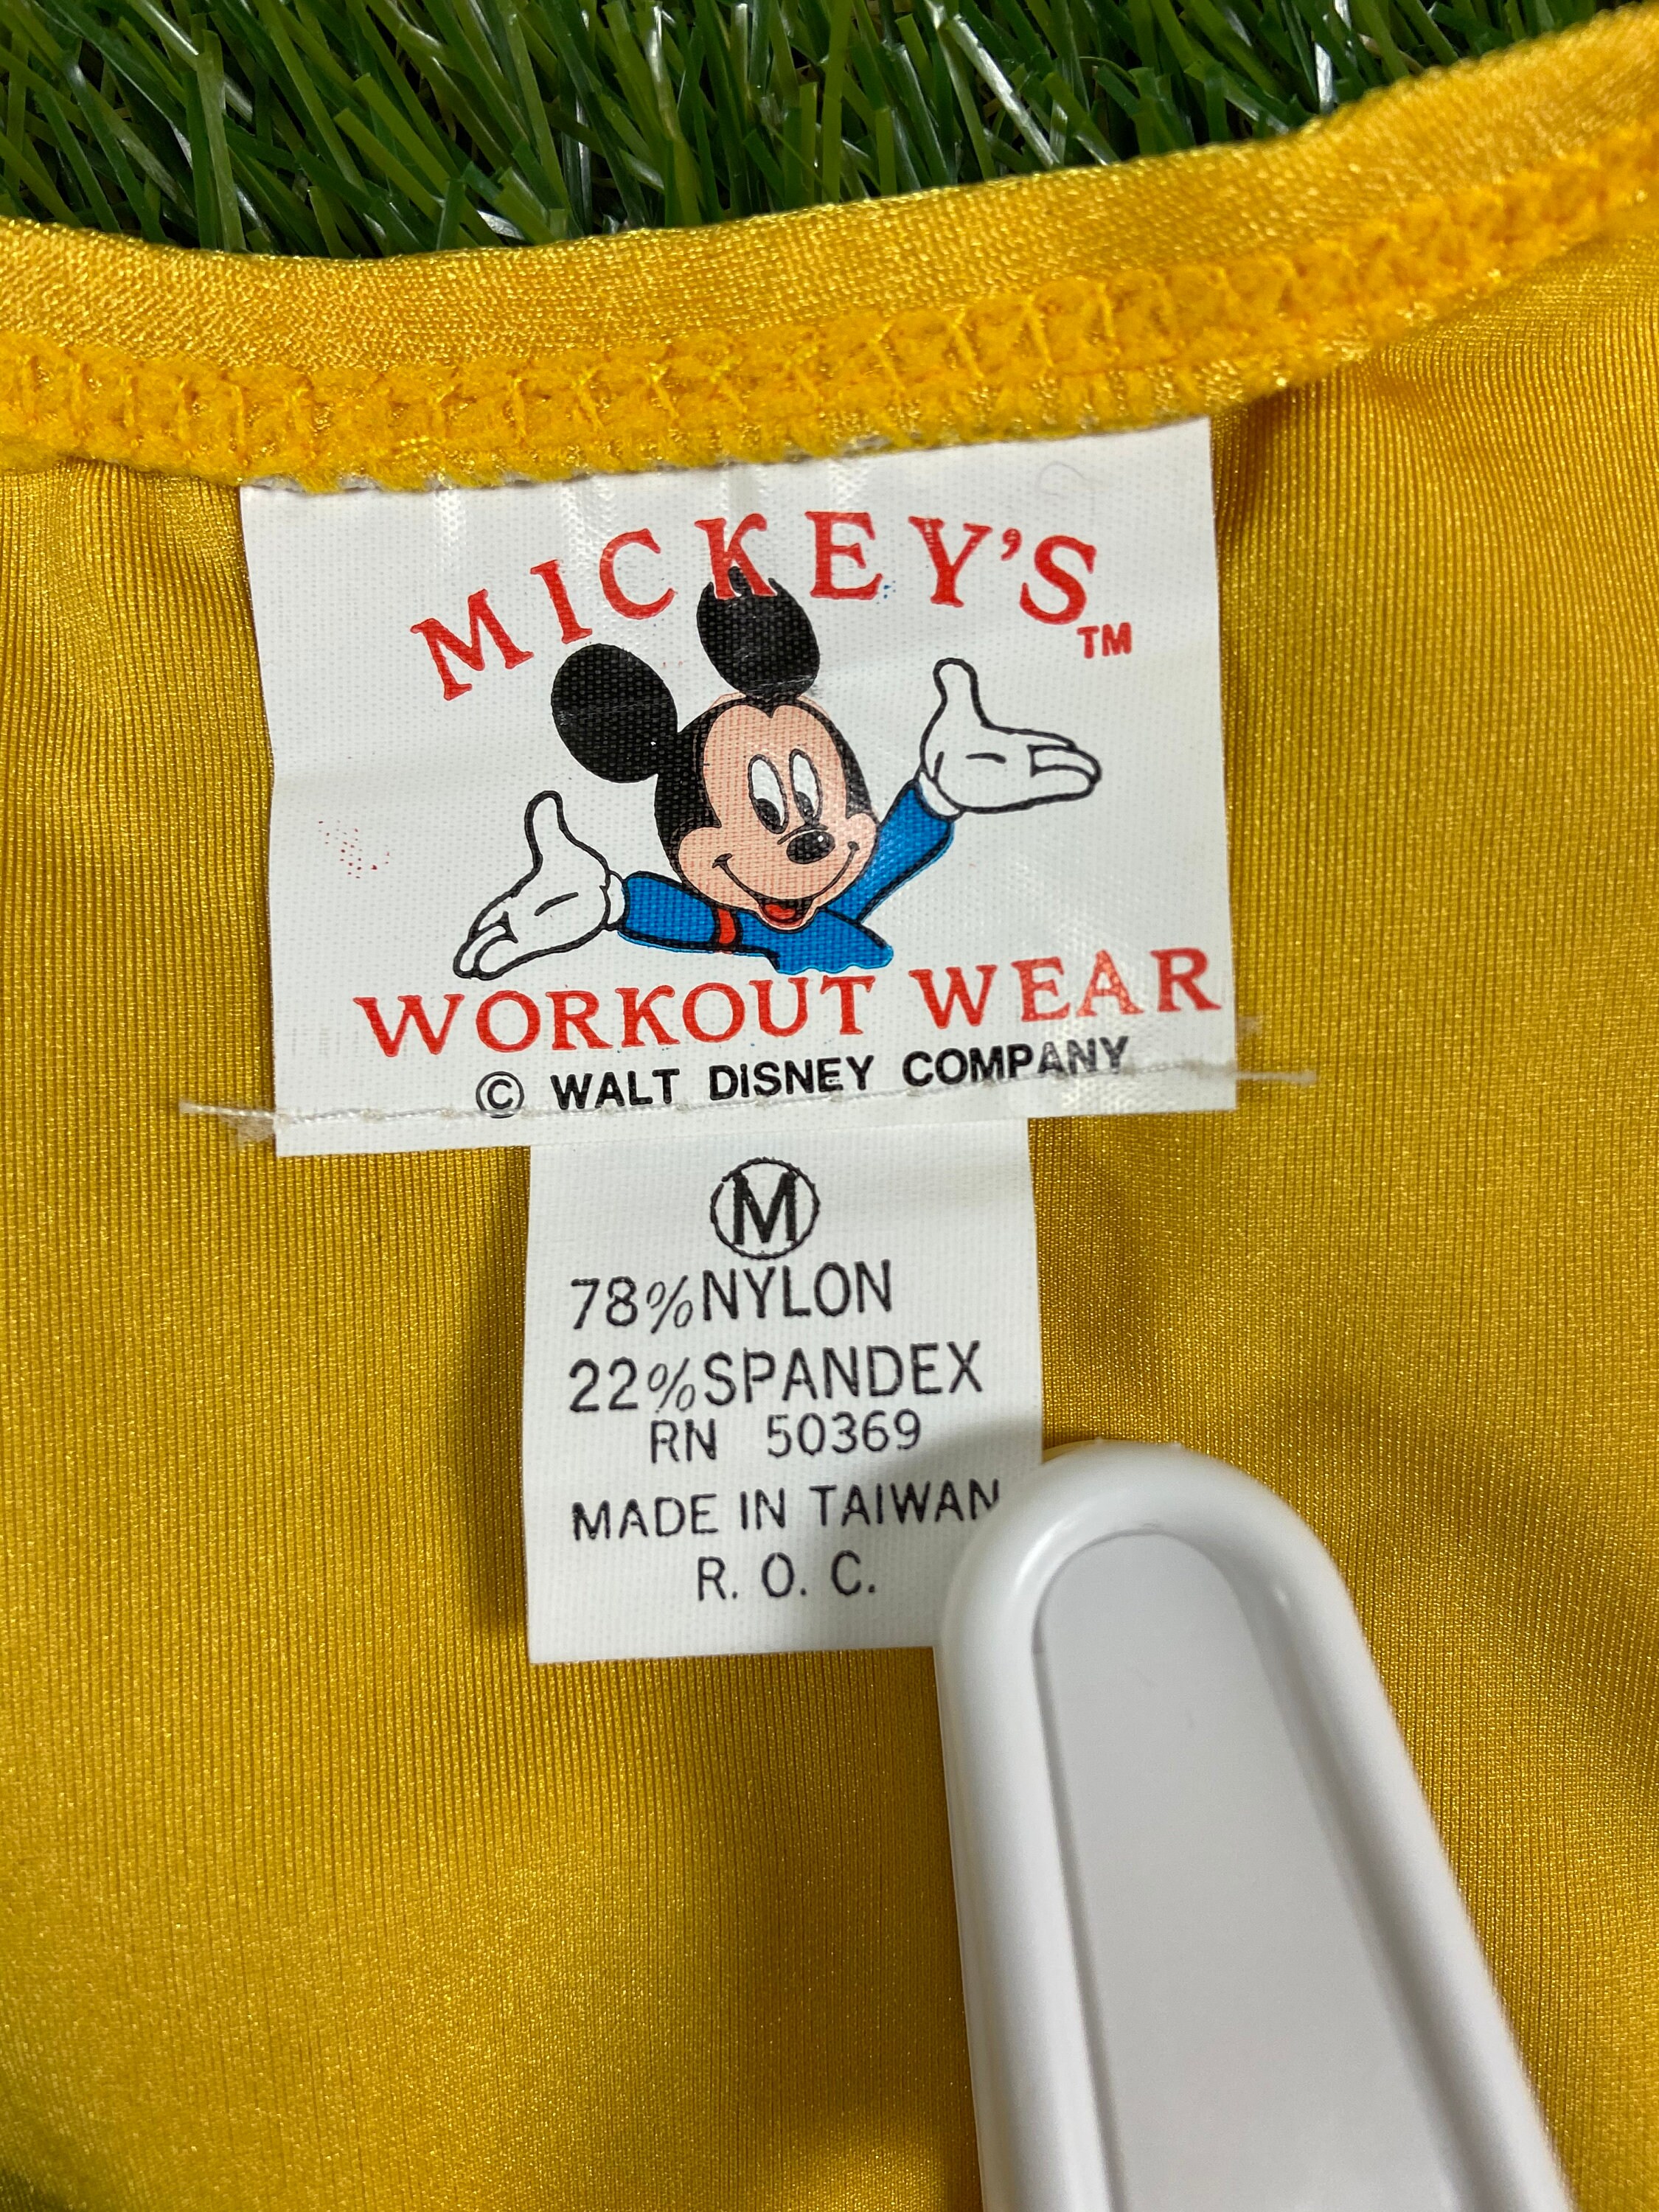 MICKEY'S TM
WORKOUT WEAR
© WALT DISNEY COMPANY
M
78%NYLON
22%SPANDEX
RN 50369
MADE IN TAIWAN
R. O. C.